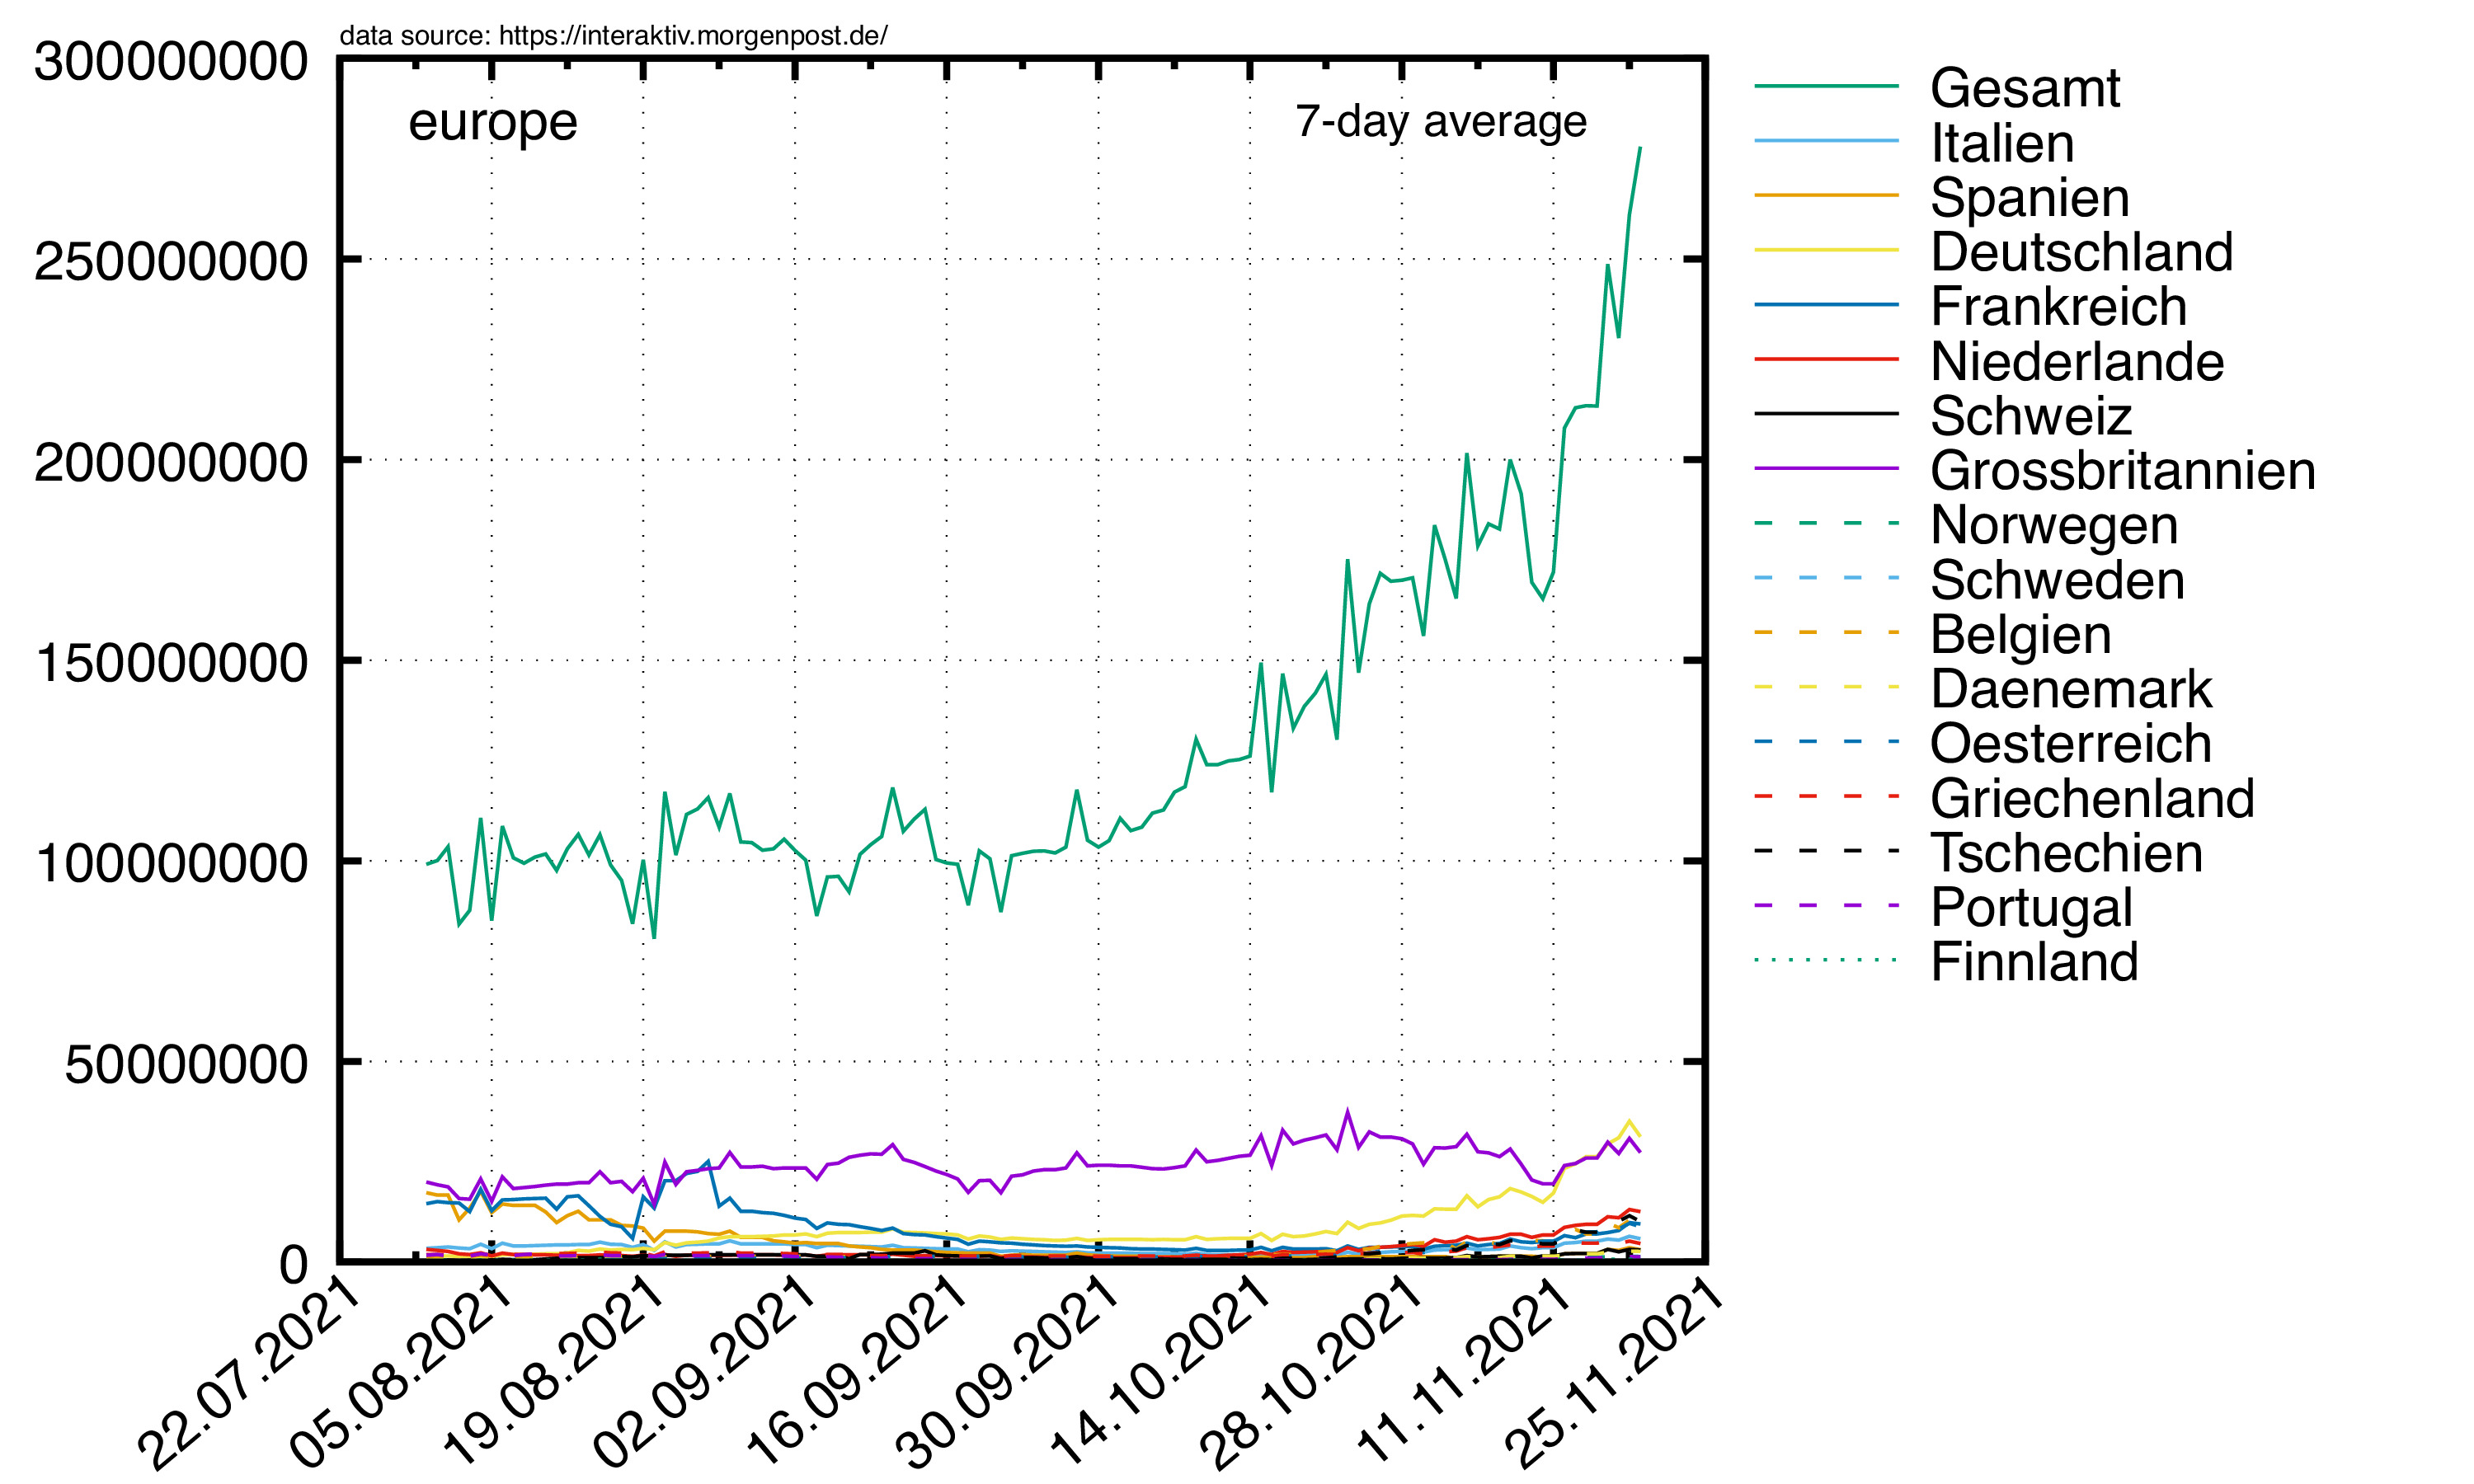 data source: https://interaktiv.morgenpost.de/
europe
7-day average
300000000
250000000
200000000
150000000
100000000
50000000
0
22.07.2021
05.08.2021
19.08.2021
02.09.2021
16.09.2021
30.09.2021
14.10.2021
28.10.2021
11.11.2021
25.11.2021
Gesamt
Italien
Spanien
Deutschland
Frankreich
Niederlande
Schweiz
Grossbritannien
Norwegen
Schweden
Belgien
Daenemark
Oesterreich
Griechenland
Tschechien
Portugal
Finnland